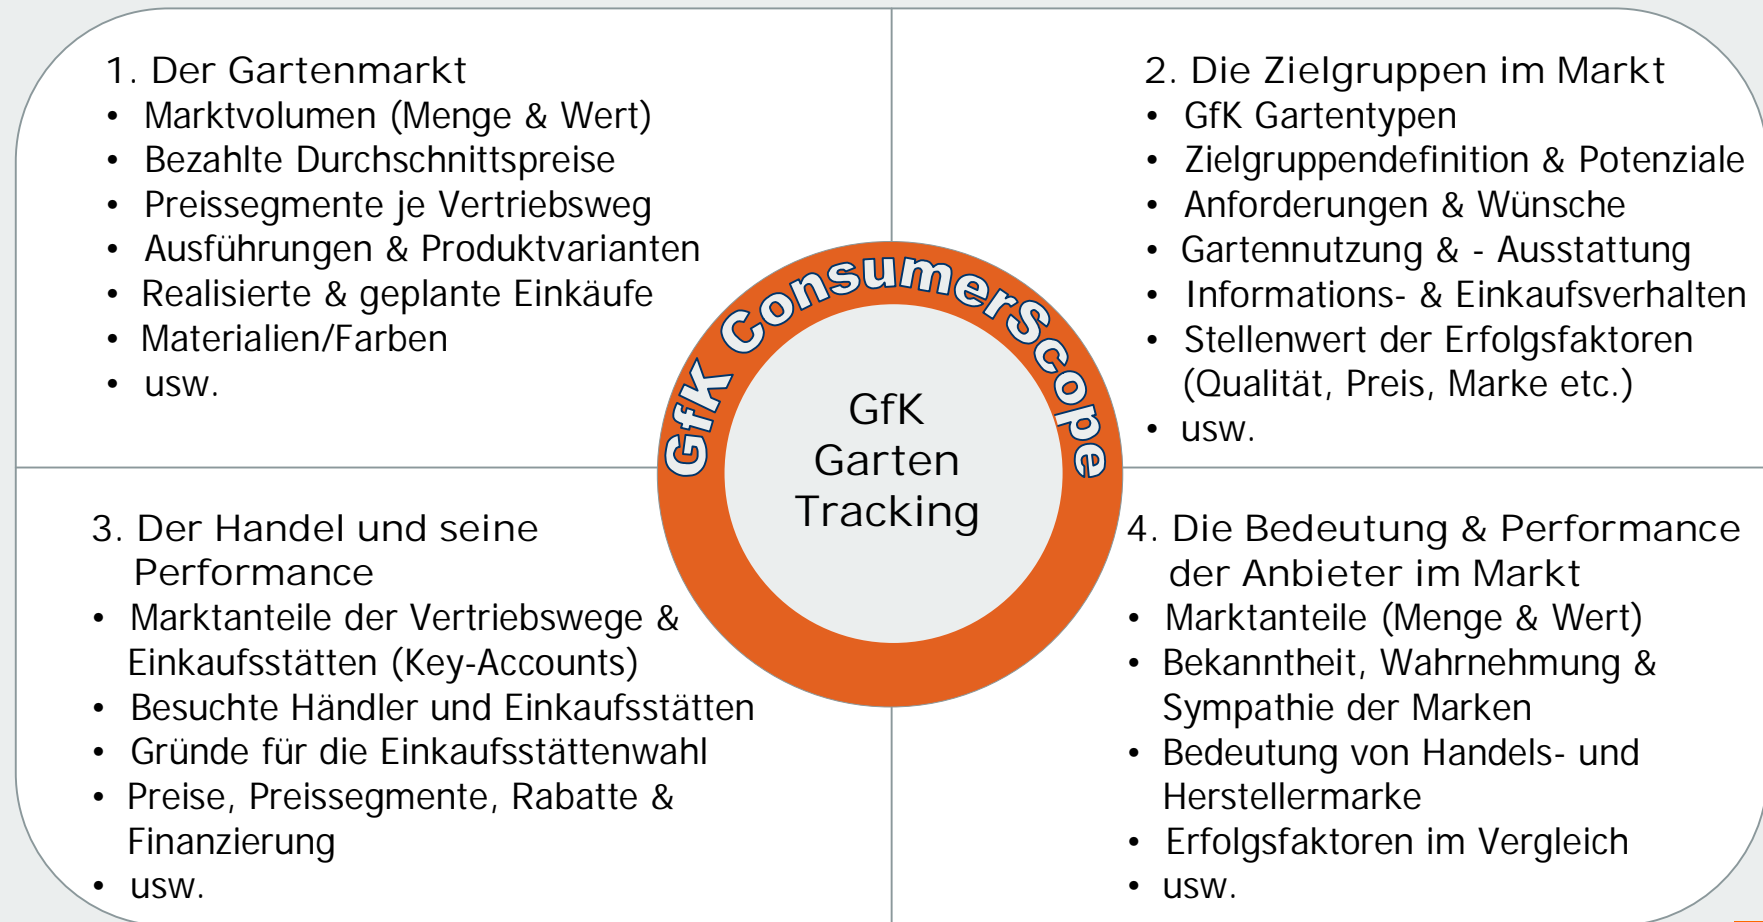 1. Der Gartenmarkt
• Marktvolumen (Menge & Wert)
• Bezahlte Durchschnittspreise
• Preissegmente je Vertriebsweg
• Ausführungen & Produktvarianten
• Realisierte & geplante Einkäufe
• Materialien/Farben
• usw.
2. Die Zielgruppen im Markt
• GfK Gartentypen
• Zielgruppendefinition & Potenziale
• Anforderungen & Wünsche
• Gartennutzung & - Ausstattung
• Informations- & Einkaufsverhalten
• Stellenwert der Erfolgsfaktoren
(Qualität, Preis, Marke etc.)
• usw.
GfK ConsumerScope
GfK
Garten
Tracking
3. Der Handel und seine
Performance
• Marktanteile der Vertriebswege &
Einkaufsstätten (Key-Accounts)
• Besuchte Händler und Einkaufsstätten
• Gründe für die Einkaufsstättenwahl
• Preise, Preissegmente, Rabatte &
Finanzierung
• usw.
4. Die Bedeutung & Performance
der Anbieter im Markt
• Marktanteile (Menge & Wert)
• Bekanntheit, Wahrnehmung &
Sympathie der Marken
• Bedeutung von Handels- und
Herstellermarke
• Erfolgsfaktoren im Vergleich
• usw.